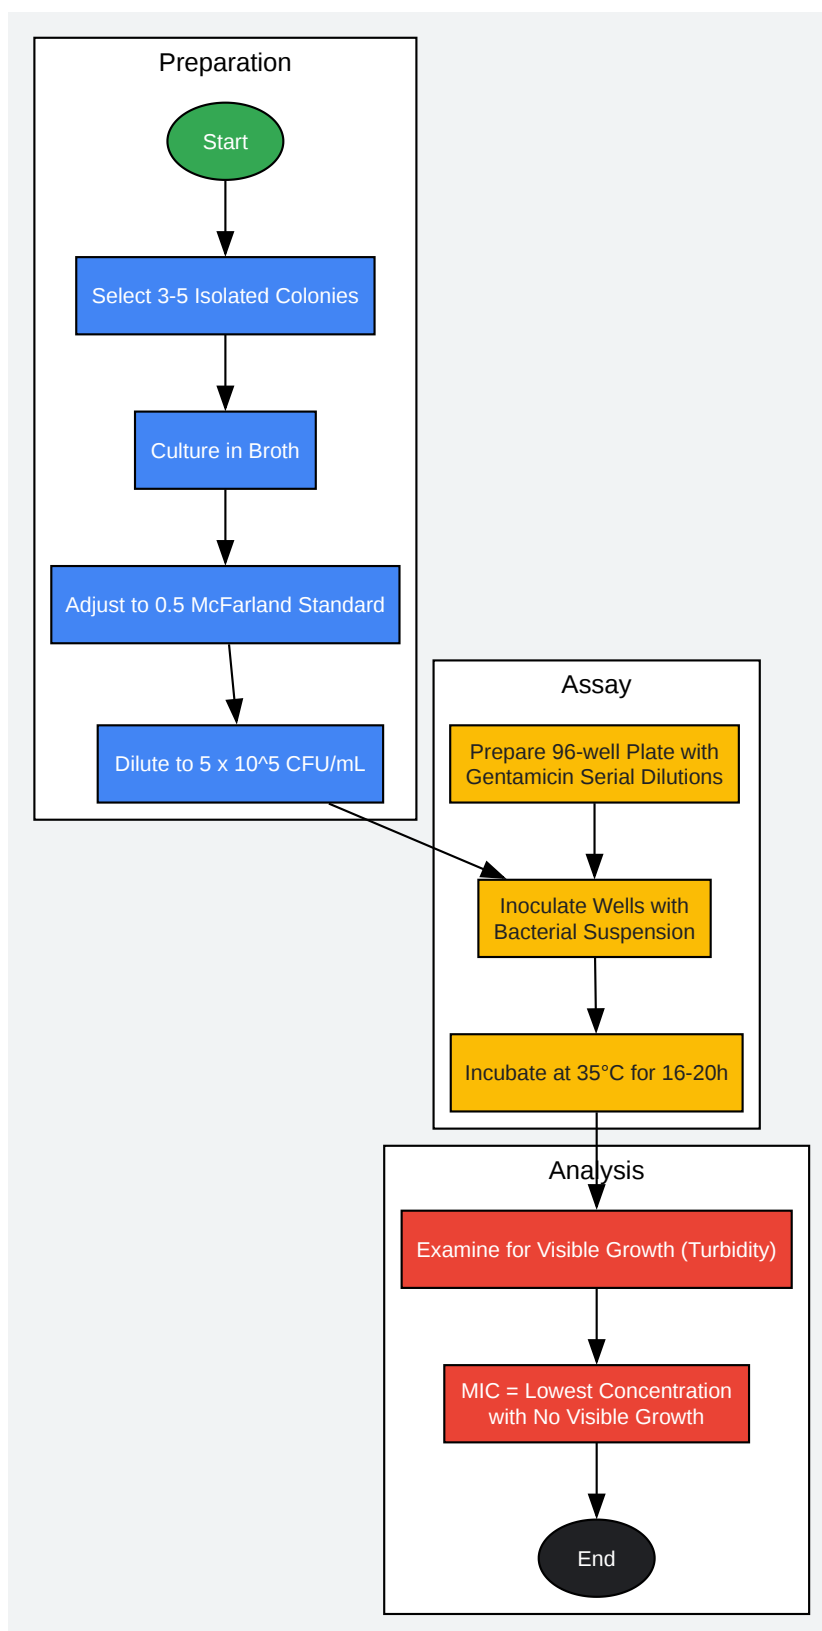 Preparation
Start
Select 3-5 Isolated Colonies
Culture in Broth
Adjust to 0.5 McFarland Standard
Dilute to 5 x 10^5 CFU/mL
Assay
Prepare 96-well Plate with
Gentamicin Serial Dilutions
Inoculate Wells with
Bacterial Suspension
Incubate at 35°C for 16-20h
Analysis
Examine for Visible Growth (Turbidity)
MIC = Lowest Concentration
with No Visible Growth
End